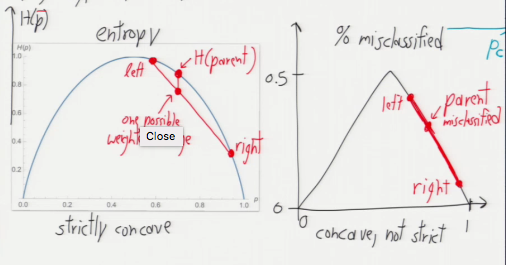 H(p̄)
entropy
H(p)
1.0
0.8
0.6
0.4
0.2
0.0 0.2 0.4 0.6 0.8 1.0 p
left
H(parent)
one possible
weight
Close
right
strictly concave
% misclassified
Pc
0.5
left
parent
misclassified
right
0
0
1
concave, not strict